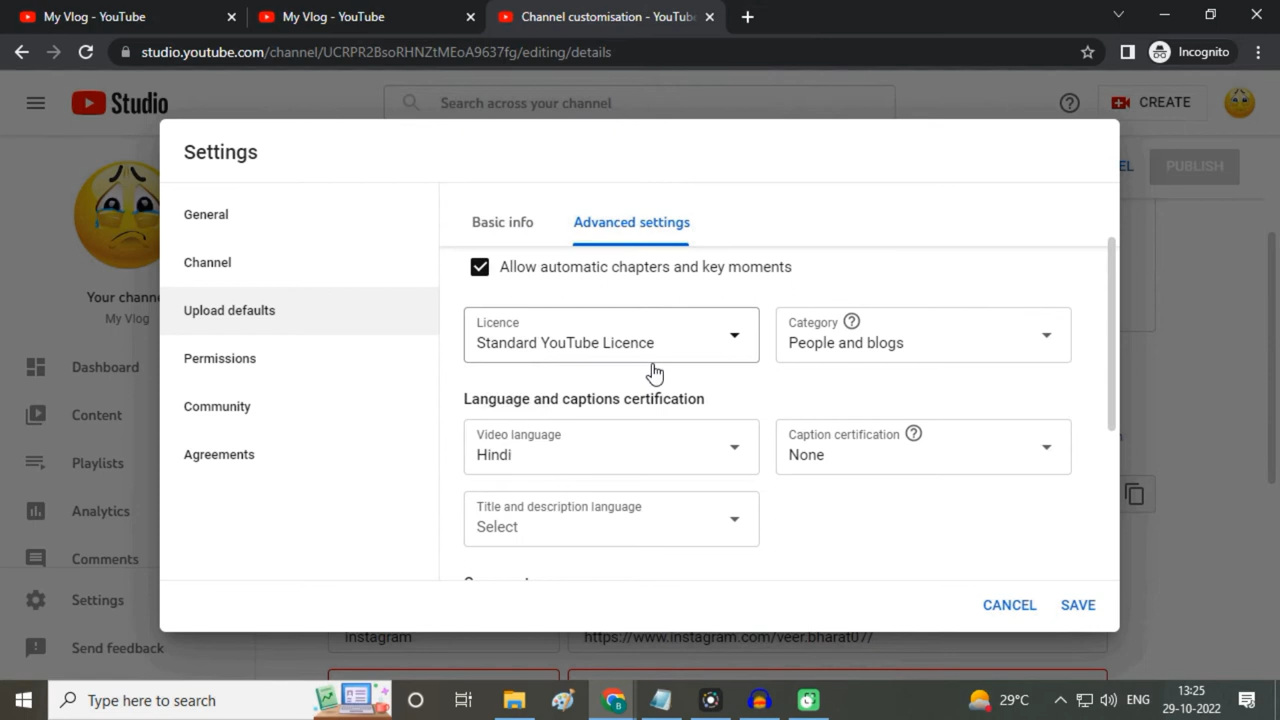 My Vlog - YouTube
My Vlog - YouTube
Channel customisation - YouTube
studio.youtube.com/channel/UCRPR2BsoRHNZtMEoA9637fg/editing/details
Incognito
Studio
Search across your channel
CREATE
Settings
EL
PUBLISH
General
Basic info
Advanced settings
Channel
Allow automatic chapters and key moments
Your chann
My Vlog
Upload defaults
Licence
Standard YouTube Licence
Category
People and blogs
Dashboard
Permissions
Content
Community
Language and captions certification
Video language
Hindi
Caption certification
None
Playlists
Agreements
Analytics
Title and description language
Select
Comments
Settings
CANCEL
SAVE
Send feedback
Instagram
https://www.instagram.com/veer.bharat07/
Type here to search
29°C
ENG
13:25
29-10-2022